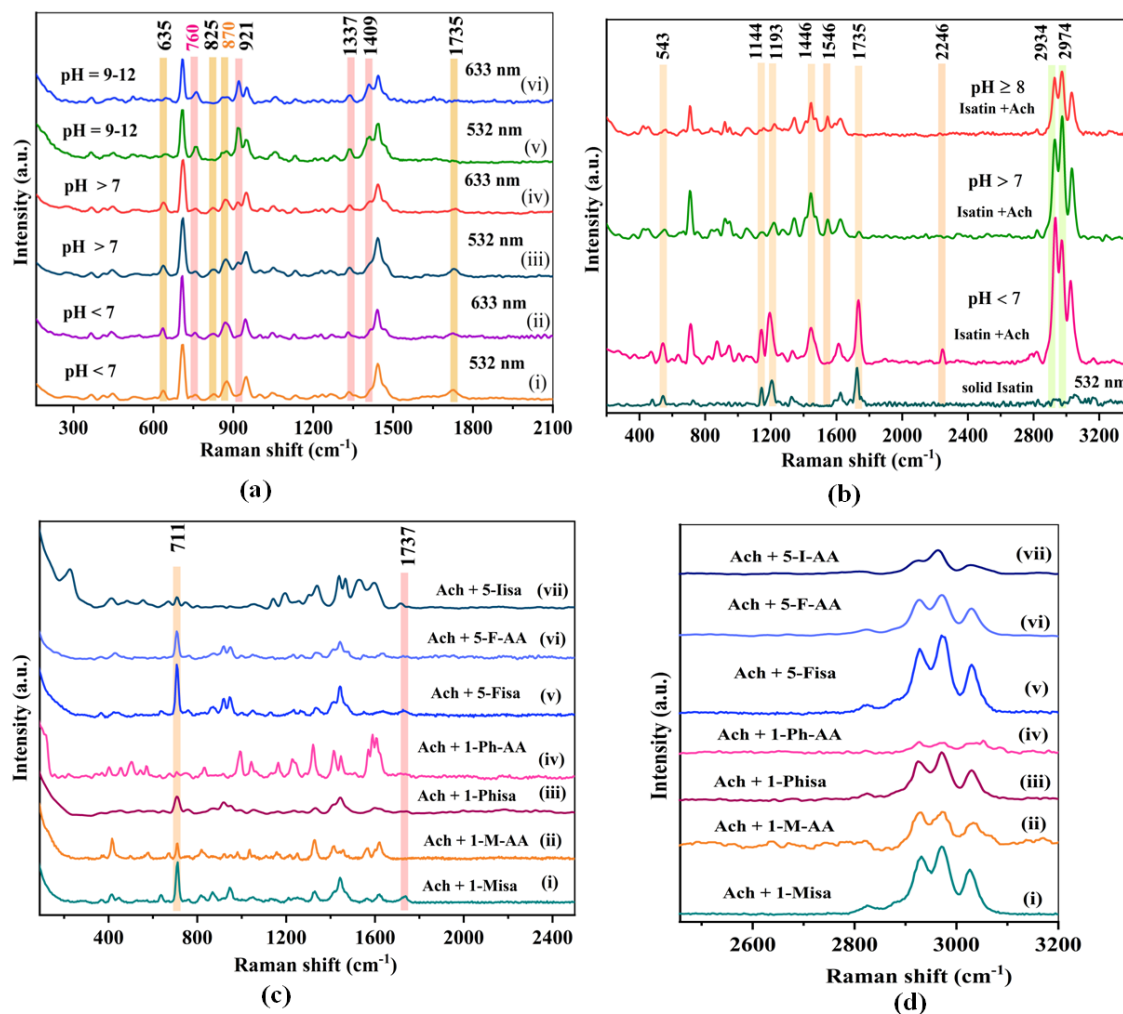 635 760 825 870 921 1337 1409 1735
pH = 9-12 633 nm (vi)
pH = 9-12 532 nm (v)
pH > 7 633 nm (iv)
pH > 7 532 nm (iii)
pH < 7 633 nm (ii)
pH < 7 532 nm (i)
Intensity (a.u.)
300 600 900 1200 1500 1800 2100
Raman shift (cm-1)
(a)
543 1144 1193 1446 1546 1735 2246 2934 2974
pH ≥ 8
Isatin +Ach
pH > 7
Isatin +Ach
pH < 7
Isatin +Ach
solid Isatin 532 nm
Intensity (a.u.)
400 800 1200 1600 2000 2400 2800 3200
Raman shift (cm-1)
(b)
711 1737
Ach + 5-Iisa (vii)
Ach + 5-F-AA (vi)
Ach + 5-Fisa (v)
Ach + 1-Ph-AA (iv)
Ach + 1-Phisa (iii)
Ach + 1-M-AA (ii)
Ach + 1-Misa (i)
Intensity (a.u.)
400 800 1200 1600 2000 2400
Raman shift (cm-1)
(c)
Ach + 5-I-AA (vii)
Ach + 5-F-AA (vi)
Ach + 5-Fisa (v)
Ach + 1-Ph-AA (iv)
Ach + 1-Phisa (iii)
Ach + 1-M-AA (ii)
Ach + 1-Misa (i)
Intensity (a.u.)
2600 2800 3000 3200
Raman shift (cm-1)
(d)